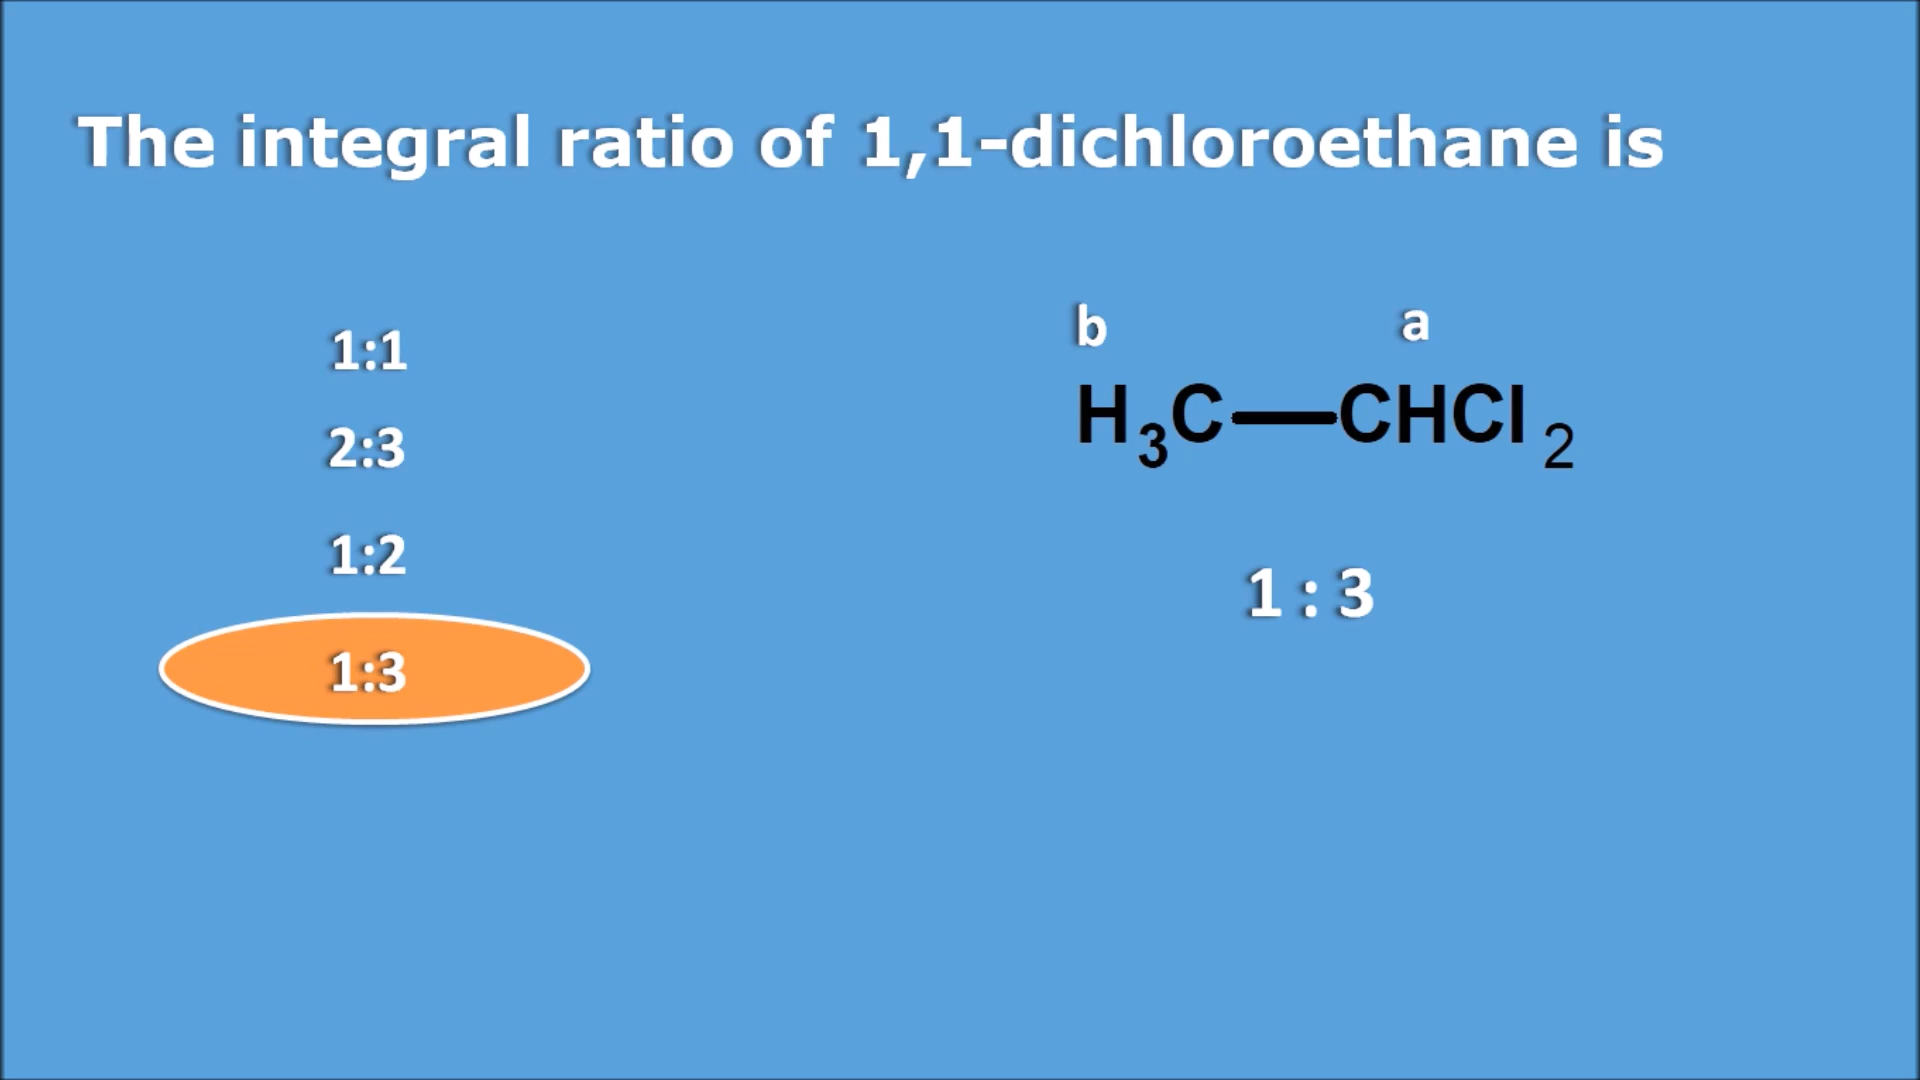 The integral ratio of 1,1-dichloroethane is
1:1
2:3
1:2
1:3
b a
H3C—CHCl2
1 : 3